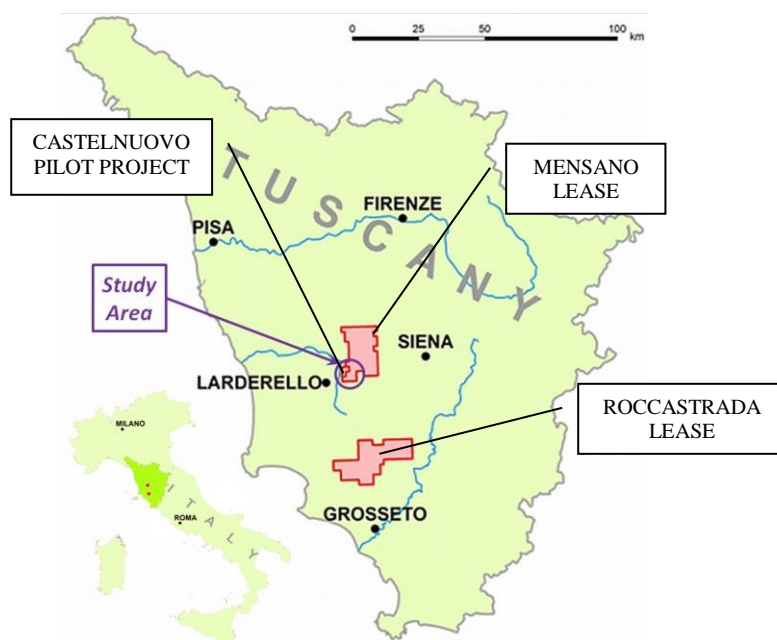 0 25 50 100
km
CASTELNUOVO
PILOT PROJECT
MENSANO
LEASE
TUSCANY
FIRENZE
PISA
Study
Area
SIENA
LARDERELLO
ROCCASTRADA
LEASE
GROSSETO
MILANO
ITALY
ROMA